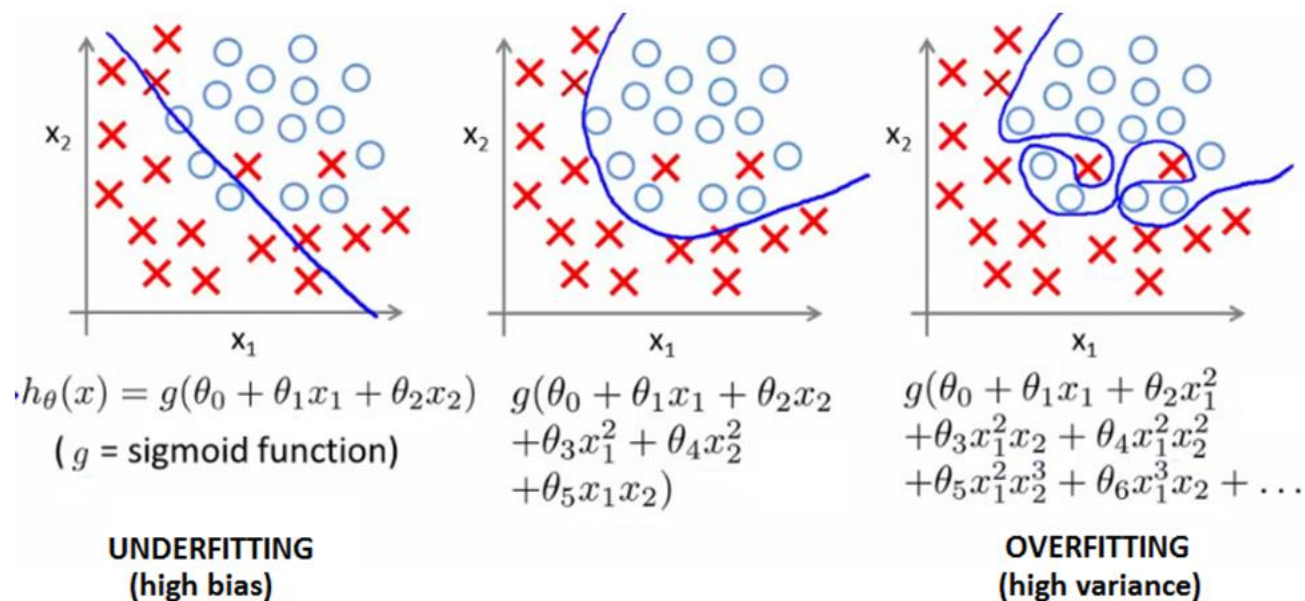 x₂
x₁
x₂
x₁
x₂
x₁
hθ(x) = g(θ₀ + θ₁x₁ + θ₂x₂)
( g = sigmoid function)
UNDERFITTING
(high bias)
g(θ₀ + θ₁x₁ + θ₂x₂
+θ₃x₁² + θ₄x₂²
+θ₅x₁x₂)
g(θ₀ + θ₁x₁ + θ₂x₁²
+θ₃x₁²x₂ + θ₄x₁²x₂²
+θ₅x₁²x₂³ + θ₆x₁³x₂ + …
OVERFITTING
(high variance)